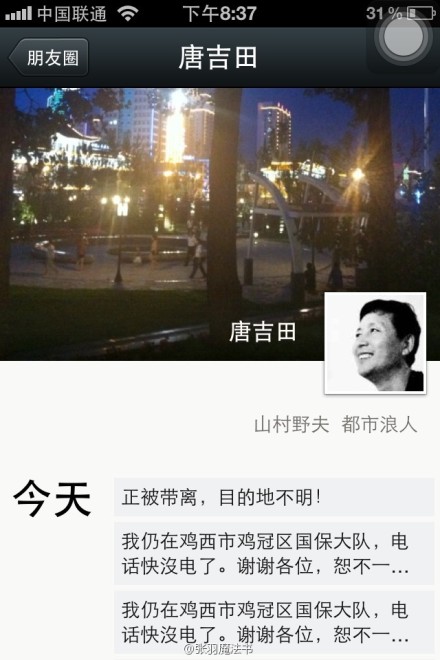 中国联通 下午8:37 31%
朋友圈 唐吉田
唐吉田
山村野夫 都市浪人
今天
正被带离，目的地不明！
我仍在鸡西市鸡冠区国保大队，电
话快沒电了。谢谢各位，恕不一…
我仍在鸡西市鸡冠区国保大队，电
话快沒电了。谢谢各位，恕不一…
@张羽魔法书